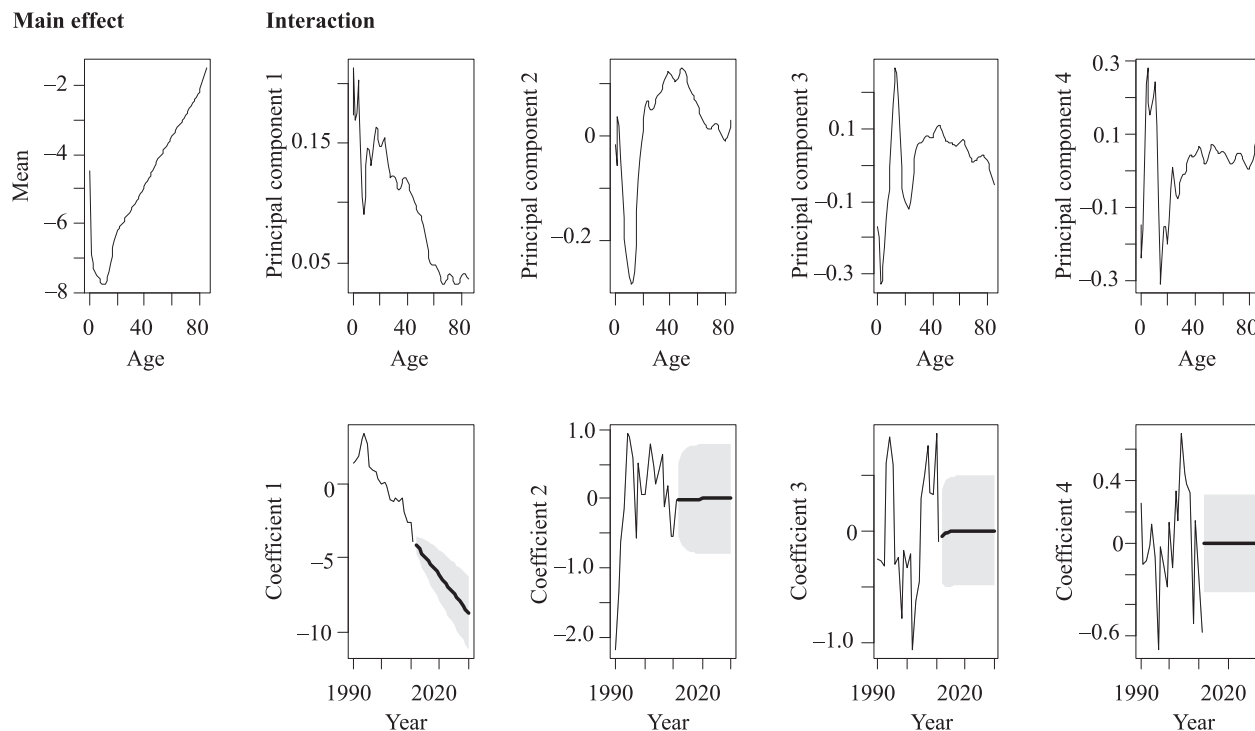 Main effect
Interaction
Mean
−2
−4
−6
−8
0 40 80
Age
Principal component 1
0.15
0.05
0 40 80
Age
Principal component 2
0
−0.2
0 40 80
Age
Principal component 3
0.1
−0.1
−0.3
0 40 80
Age
Principal component 4
0.3
0.1
−0.1
−0.3
0 40 80
Age
Coefficient 1
0
−5
−10
1990 2020
Year
Coefficient 2
1.0
0
−1.0
−2.0
1990 2020
Year
Coefficient 3
0
−1.0
1990 2020
Year
Coefficient 4
0.4
0
−0.6
1990 2020
Year